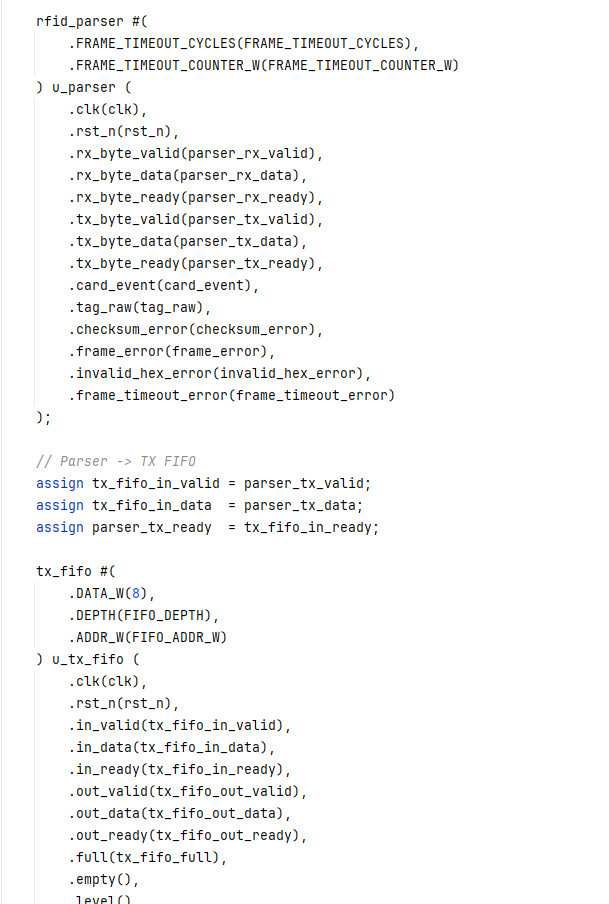 rfid_parser #(
    .FRAME_TIMEOUT_CYCLES(FRAME_TIMEOUT_CYCLES),
    .FRAME_TIMEOUT_COUNTER_W(FRAME_TIMEOUT_COUNTER_W)
) u_parser (
    .clk(clk),
    .rst_n(rst_n),
    .rx_byte_valid(parser_rx_valid),
    .rx_byte_data(parser_rx_data),
    .rx_byte_ready(parser_rx_ready),
    .tx_byte_valid(parser_tx_valid),
    .tx_byte_data(parser_tx_data),
    .tx_byte_ready(parser_tx_ready),
    .card_event(card_event),
    .tag_raw(tag_raw),
    .checksum_error(checksum_error),
    .frame_error(frame_error),
    .invalid_hex_error(invalid_hex_error),
    .frame_timeout_error(frame_timeout_error)
);

// Parser -> TX FIFO
assign tx_fifo_in_valid = parser_tx_valid;
assign tx_fifo_in_data  = parser_tx_data;
assign parser_tx_ready  = tx_fifo_in_ready;

tx_fifo #(
    .DATA_W(8),
    .DEPTH(FIFO_DEPTH),
    .ADDR_W(FIFO_ADDR_W)
) u_tx_fifo (
    .clk(clk),
    .rst_n(rst_n),
    .in_valid(tx_fifo_in_valid),
    .in_data(tx_fifo_in_data),
    .in_ready(tx_fifo_in_ready),
    .out_valid(tx_fifo_out_valid),
    .out_data(tx_fifo_out_data),
    .out_ready(tx_fifo_out_ready),
    .full(tx_fifo_full),
    .empty(),
    .level()